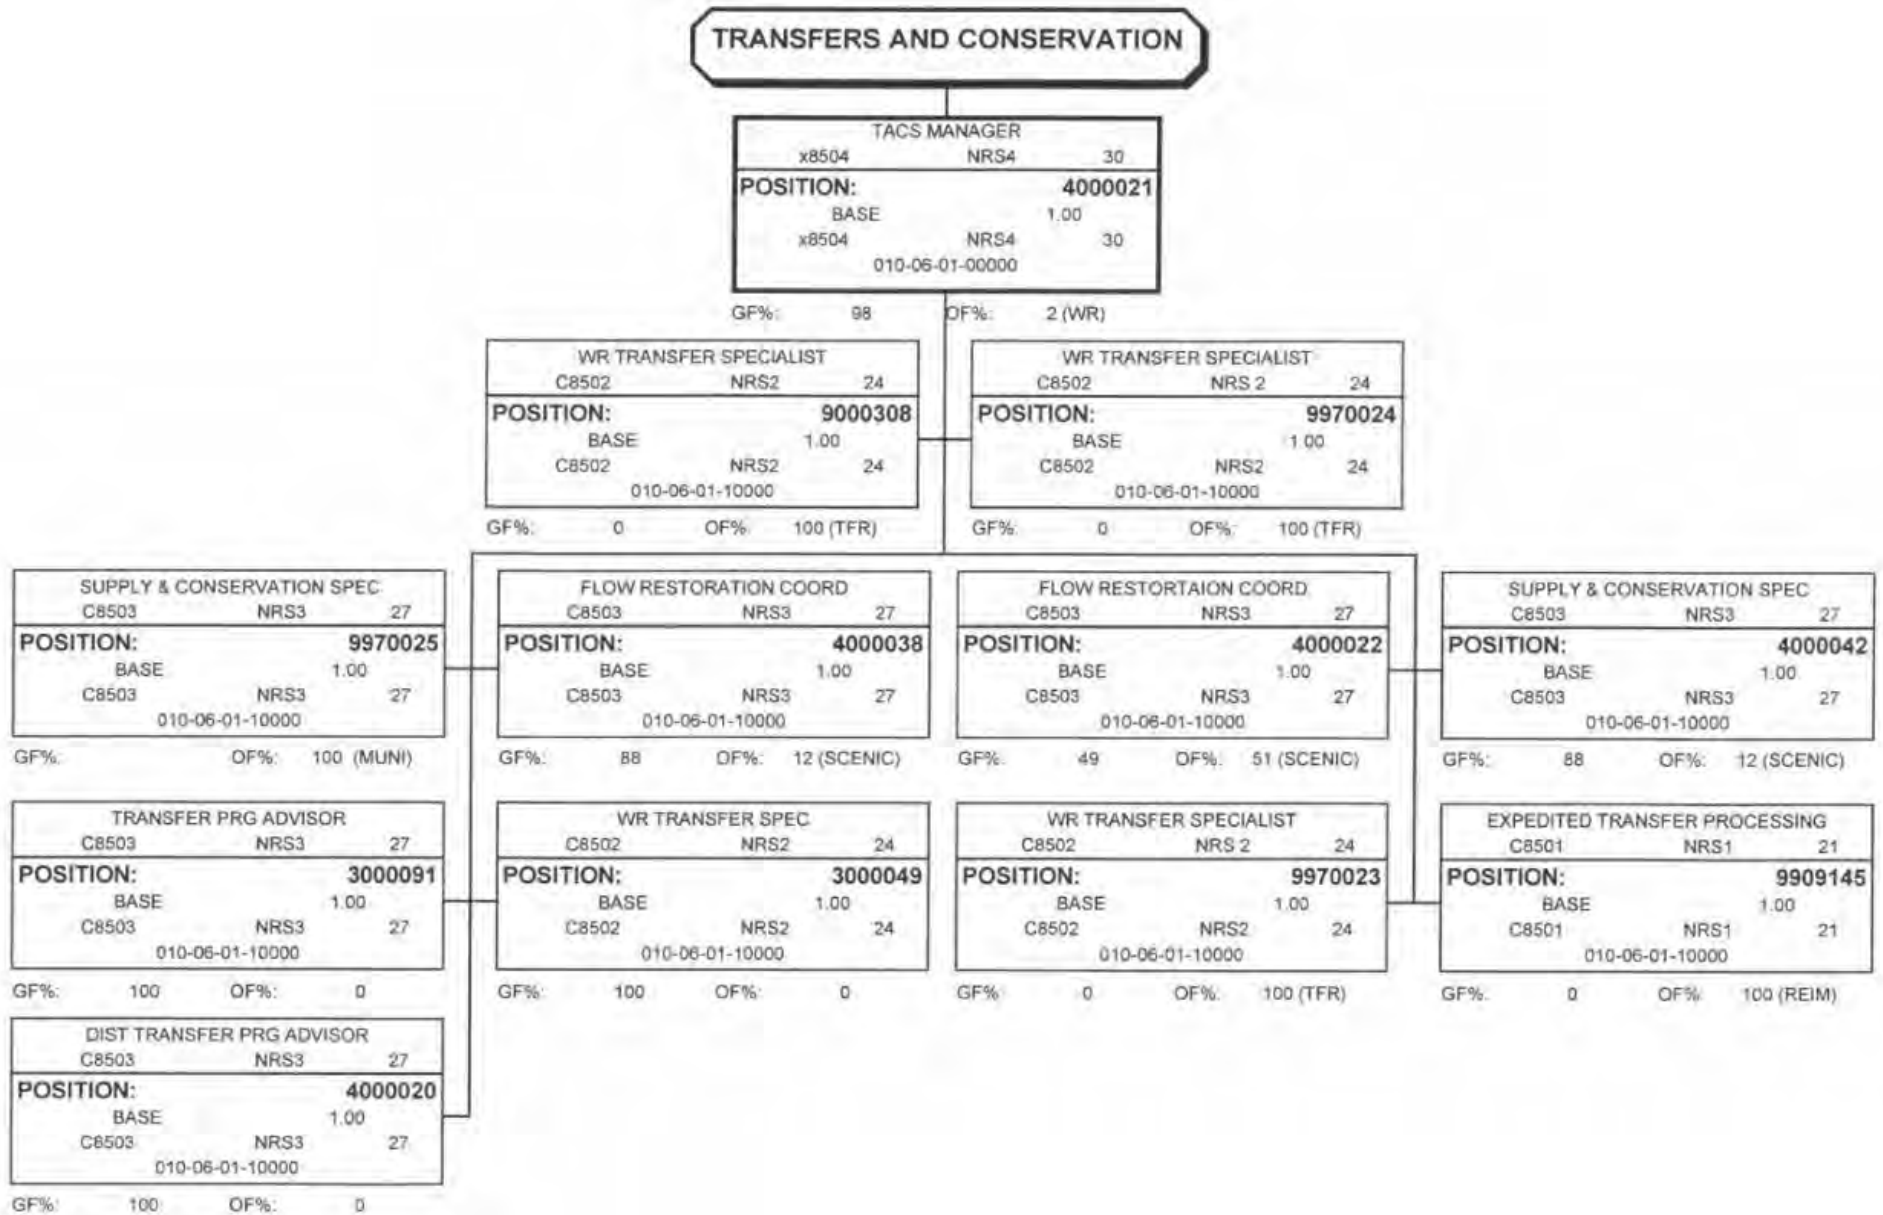 TRANSFERS AND CONSERVATION
TACS MANAGER
x8504 NRS4 30
POSITION: 4000021
BASE 1.00
x8504 NRS4 30
010-06-01-00000
GF%: 98 OF%: 2 (WR)
WR TRANSFER SPECIALIST
C8502 NRS2 24
POSITION: 9000308
BASE 1.00
C8502 NRS2 24
010-06-01-10000
GF%: 0 OF% 100 (TFR)
WR TRANSFER SPECIALIST
C8502 NRS 2 24
POSITION: 9970024
BASE 1.00
C8502 NRS2 24
010-06-01-10000
GF%: 0 OF%: 100 (TFR)
SUPPLY & CONSERVATION SPEC
C8503 NRS3 27
POSITION: 9970025
BASE 1.00
C8503 NRS3 27
010-06-01-10000
GF%: OF%: 100 (MUNI)
FLOW RESTORATION COORD
C8503 NRS3 27
POSITION: 4000038
BASE 1.00
C8503 NRS3 27
010-06-01-10000
GF%: 88 OF%: 12 (SCENIC)
FLOW RESTORTAION COORD
C8503 NRS3 27
POSITION: 4000022
BASE 1.00
C8503 NRS3 27
010-06-01-10000
GF%: 49 OF%: 51 (SCENIC)
SUPPLY & CONSERVATION SPEC
C8503 NRS3 27
POSITION: 4000042
BASE 1.00
C8503 NRS3 27
010-06-01-10000
GF%: 88 OF%: 12 (SCENIC)
TRANSFER PRG ADVISOR
C8503 NRS3 27
POSITION: 3000091
BASE 1.00
C8503 NRS3 27
010-06-01-10000
GF%: 100 OF%: 0
WR TRANSFER SPEC
C8502 NRS2 24
POSITION: 3000049
BASE 1.00
C8502 NRS2 24
010-06-01-10000
GF%: 100 OF%: 0
WR TRANSFER SPECIALIST
C8502 NRS 2 24
POSITION: 9970023
BASE 1.00
C8502 NRS2 24
010-06-01-10000
GF% 0 OF%: 100 (TFR)
EXPEDITED TRANSFER PROCESSING
C8501 NRS1 21
POSITION: 9909145
BASE 1.00
C8501 NRS1 21
010-06-01-10000
GF%: 0 OF% 100 (REIM)
DIST TRANSFER PRG ADVISOR
C8503 NRS3 27
POSITION: 4000020
BASE 1.00
C8503 NRS3 27
010-06-01-10000
GF%: 100 OF%: 0